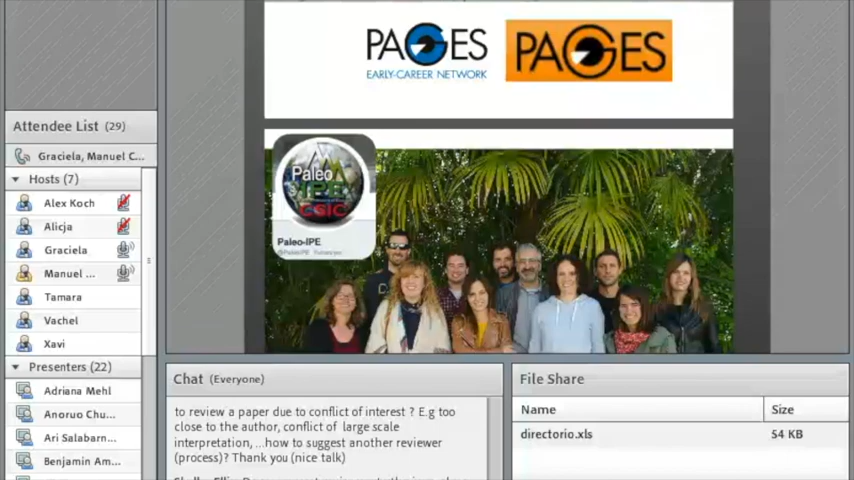 PAGES
EARLY-CAREER NETWORK
PAGES
Paleo
IPE
CSIC
Paleo-IPE
Attendee List (29)
Graciela, Manuel C...
Hosts (7)
Alex Koch
Alicja
Graciela
Manuel ...
Tamara
Vachel
Xavi
Presenters (22)
Adriana Mehl
Anoruo Chu...
Ari Salabarn...
Benjamin Am...
Chat (Everyone)
to review a paper due to conflict of interest ? E.g too
close to the author, conflict of large scale
interpretation, ...how to suggest another reviewer
(process)? Thank you (nice talk)
File Share
Name Size
directorio.xls 54 KB